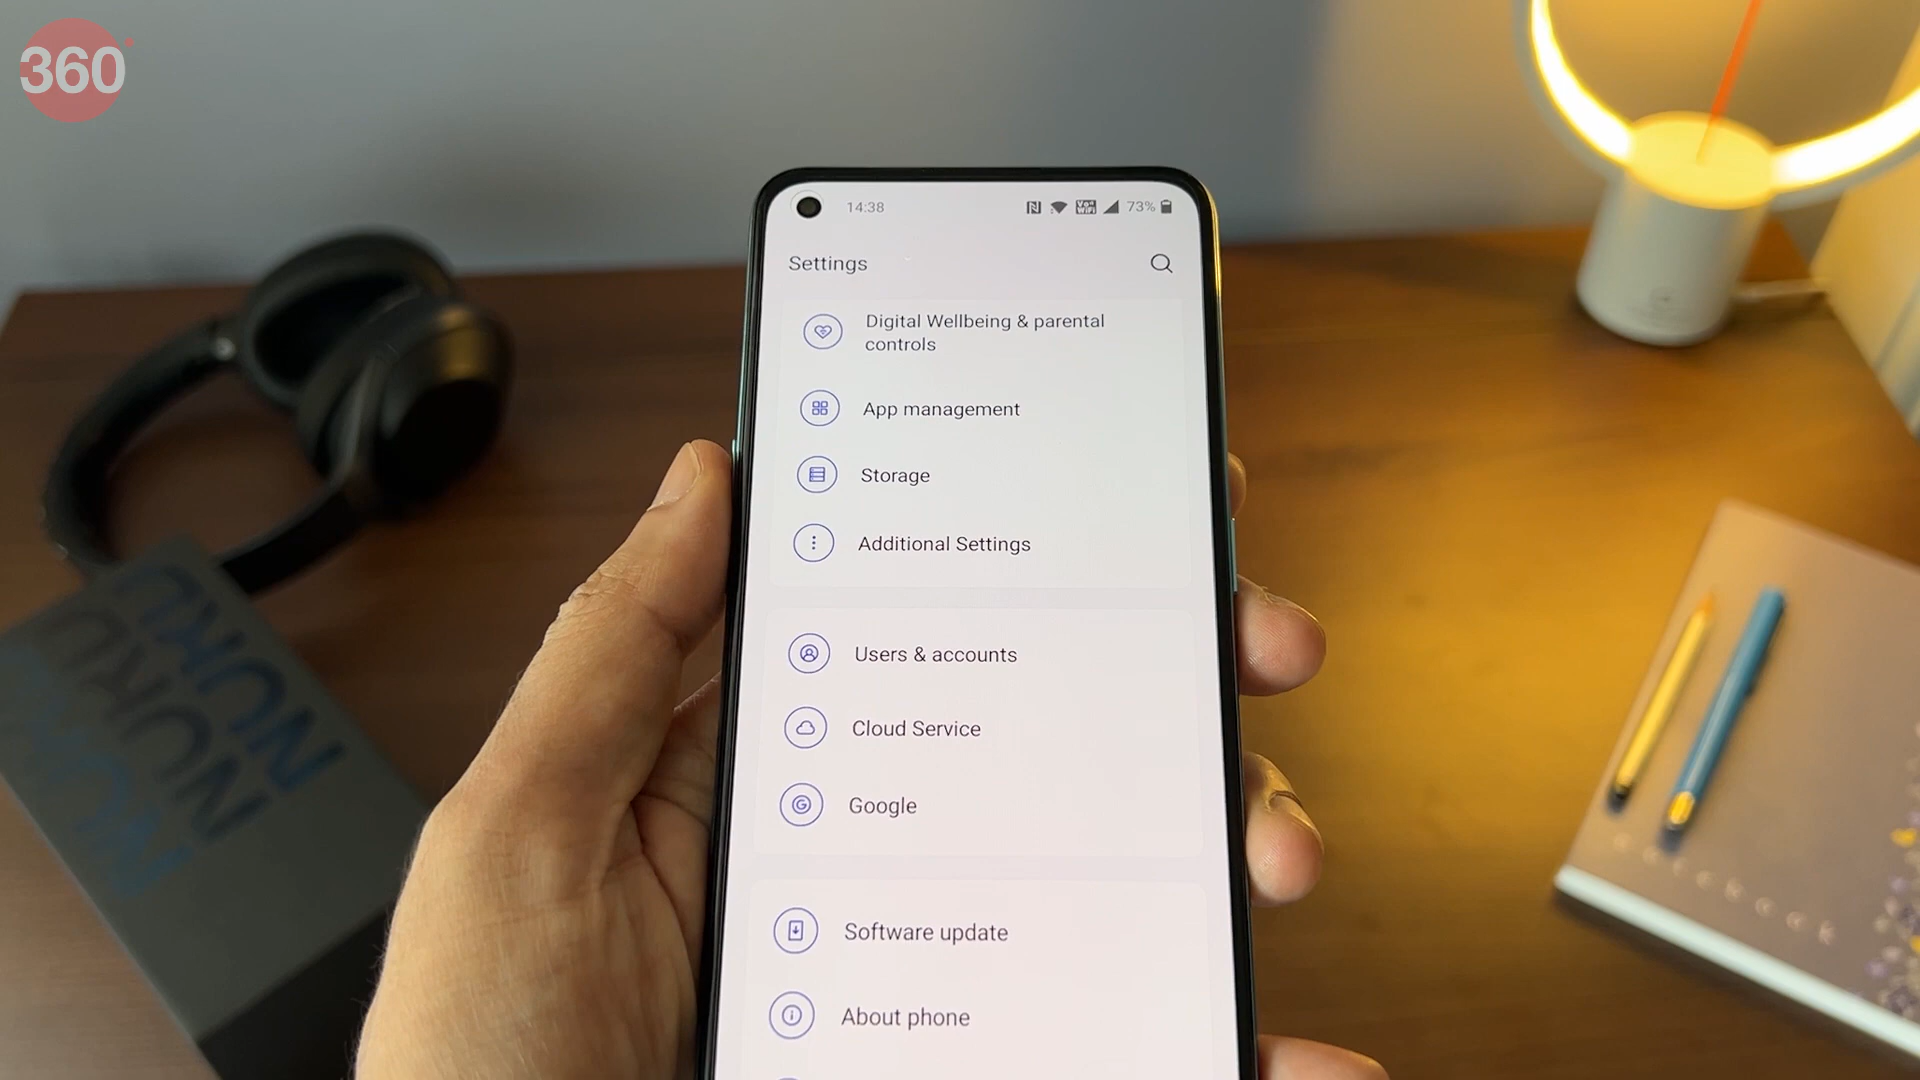 360
14:38
73%
Settings
Digital Wellbeing & parental
controls
App management
Storage
Additional Settings
Users & accounts
Cloud Service
Google
Software update
About phone
notebook